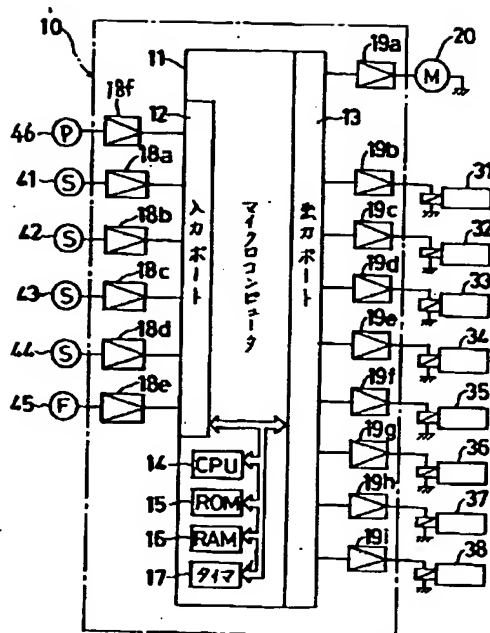 10
11
12
13
18f
19a
20
M
46
P
18a
41
S
18b
19b
31
42
S
18c
19c
32
43
S
18d
19d
33
44
S
18e
19e
34
45
F
19f
35
19g
36
19h
37
19i
38
入力ポート
マイクロコンピュータ
出力ポート
14
CPU
15
ROM
16
RAM
17
タイマ